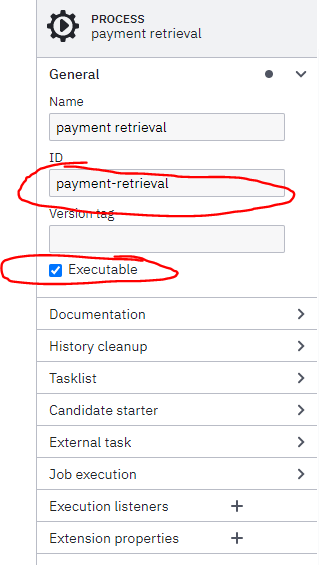 PROCESS
payment retrieval
General
Name
payment retrieval
ID
payment-retrieval
Version tag
Executable
Documentation
History cleanup
Tasklist
Candidate starter
External task
Job execution
Execution listeners
Extension properties